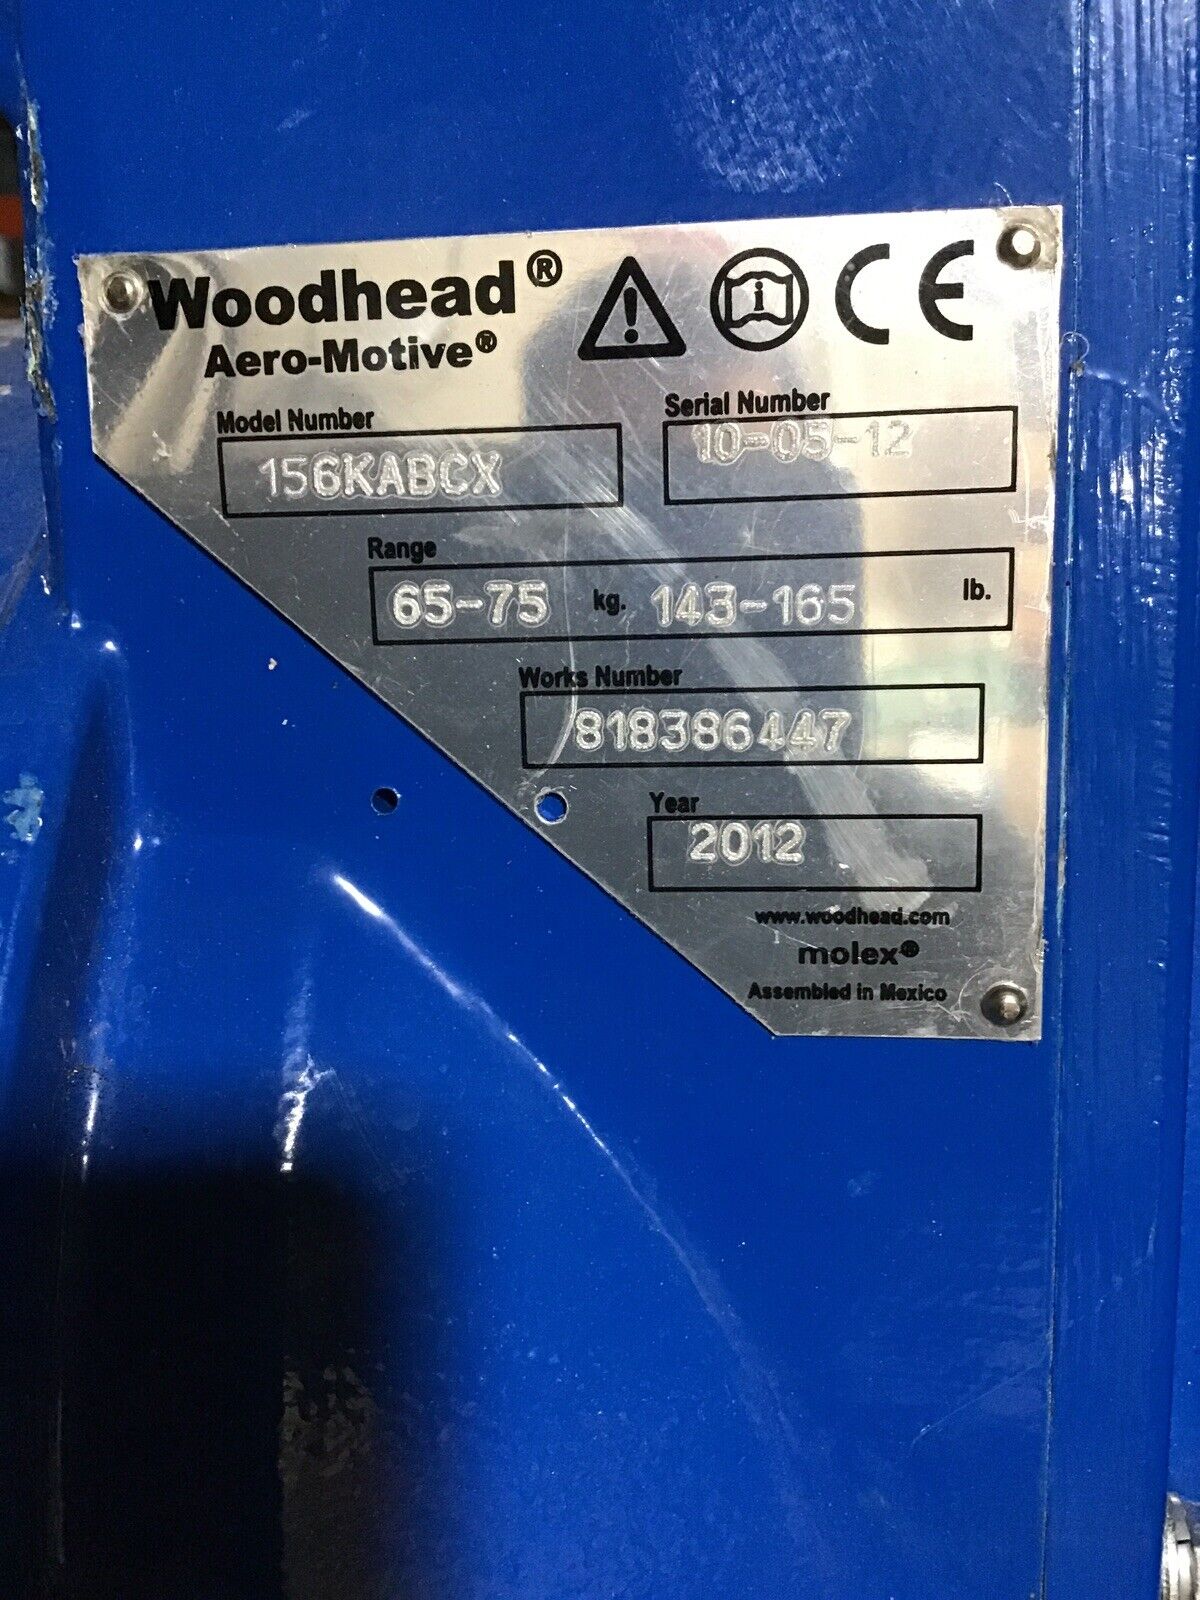 Woodhead®
Aero-Motive®
i
CE
Model Number
156KABCX
Serial Number
10-05-12
Range
65-75 kg. 143-165 lb.
Works Number
818386447
Year
2012
www.woodhead.com
molex®
Assembled in Mexico